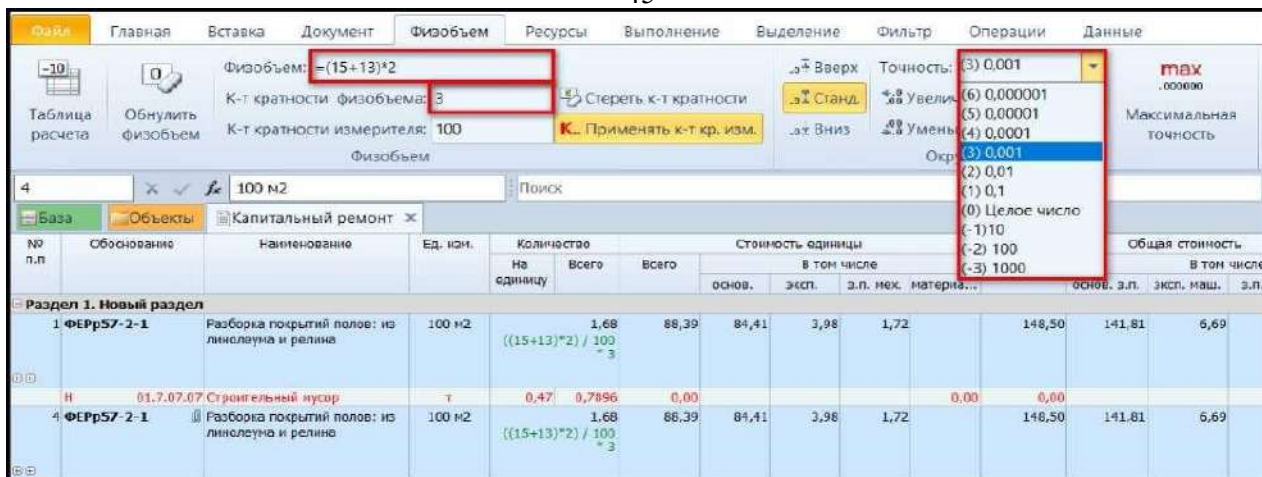 Файл Главная Вставка Документ Физобъем Ресурсы Выполнение Выделение Фильтр Операции Данные
-10 Таблица расчета
0 Обнулить физобъем
Физобъем: =(15+13)*2
К-т кратности физобъема: 3
Стереть к-т кратности
К-т кратности измерителя: 100
К.. Применять к-т кр. изм.
Физобъем
Вверх
Станд.
Вниз
Точность: (3) 0,001
(6) 0,000001
(5) 0,00001
(4) 0,0001
(3) 0,001
(2) 0,01
(1) 0,1
(0) Целое число
(-1)10
(-2) 100
(-3) 1000
max
.000000
Максимальная точность
4 fx 100 м2 Поиск
База Объекты Капитальный ремонт
№ п.п Обоснование Наименование Ед. изм. Количество Стоимость единицы Общая стоимость
На единицу Всего Всего В том числе В том числе
основ. эксп. з.п. мех. материа... основ. з.п. эксп. маш. з.п.
Раздел 1. Новый раздел
1 ФЕРр57-2-1 Разборка покрытий полов: из линолеума и релина 100 м2 1,68 88,39 84,41 3,98 1,72 148,50 141,81 6,69
((15+13)*2) / 100 * 3
Н 01.7.07.07 Строительный мусор т 0,47 0,7896 0,00 0,00 0,00
4 ФЕРр57-2-1 Разборка покрытий полов: из линолеума и релина 100 м2 1,68 88,39 84,41 3,98 1,72 148,50 141,81 6,69
((15+13)*2) / 100 * 3